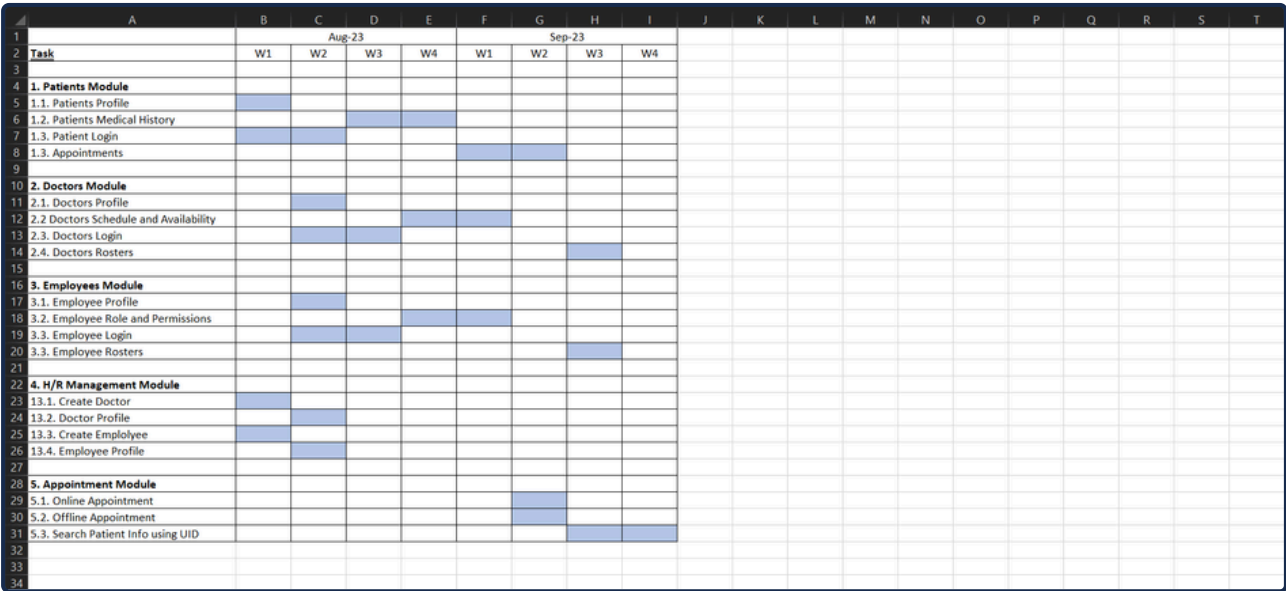 A B C D E F G H I J K L M N O P Q R S T
1 Aug-23 Sep-23
2 Task W1 W2 W3 W4 W1 W2 W3 W4
3
4 1. Patients Module
5 1.1. Patients Profile
6 1.2. Patients Medical History
7 1.3. Patient Login
8 1.3. Appointments
9
10 2. Doctors Module
11 2.1. Doctors Profile
12 2.2 Doctors Schedule and Availability
13 2.3. Doctors Login
14 2.4. Doctors Rosters
15
16 3. Employees Module
17 3.1. Employee Profile
18 3.2. Employee Role and Permissions
19 3.3. Employee Login
20 3.3. Employee Rosters
21
22 4. H/R Management Module
23 13.1. Create Doctor
24 13.2. Doctor Profile
25 13.3. Create Emplolyee
26 13.4. Employee Profile
27
28 5. Appointment Module
29 5.1. Online Appointment
30 5.2. Offline Appointment
31 5.3. Search Patient Info using UID
32
33
34